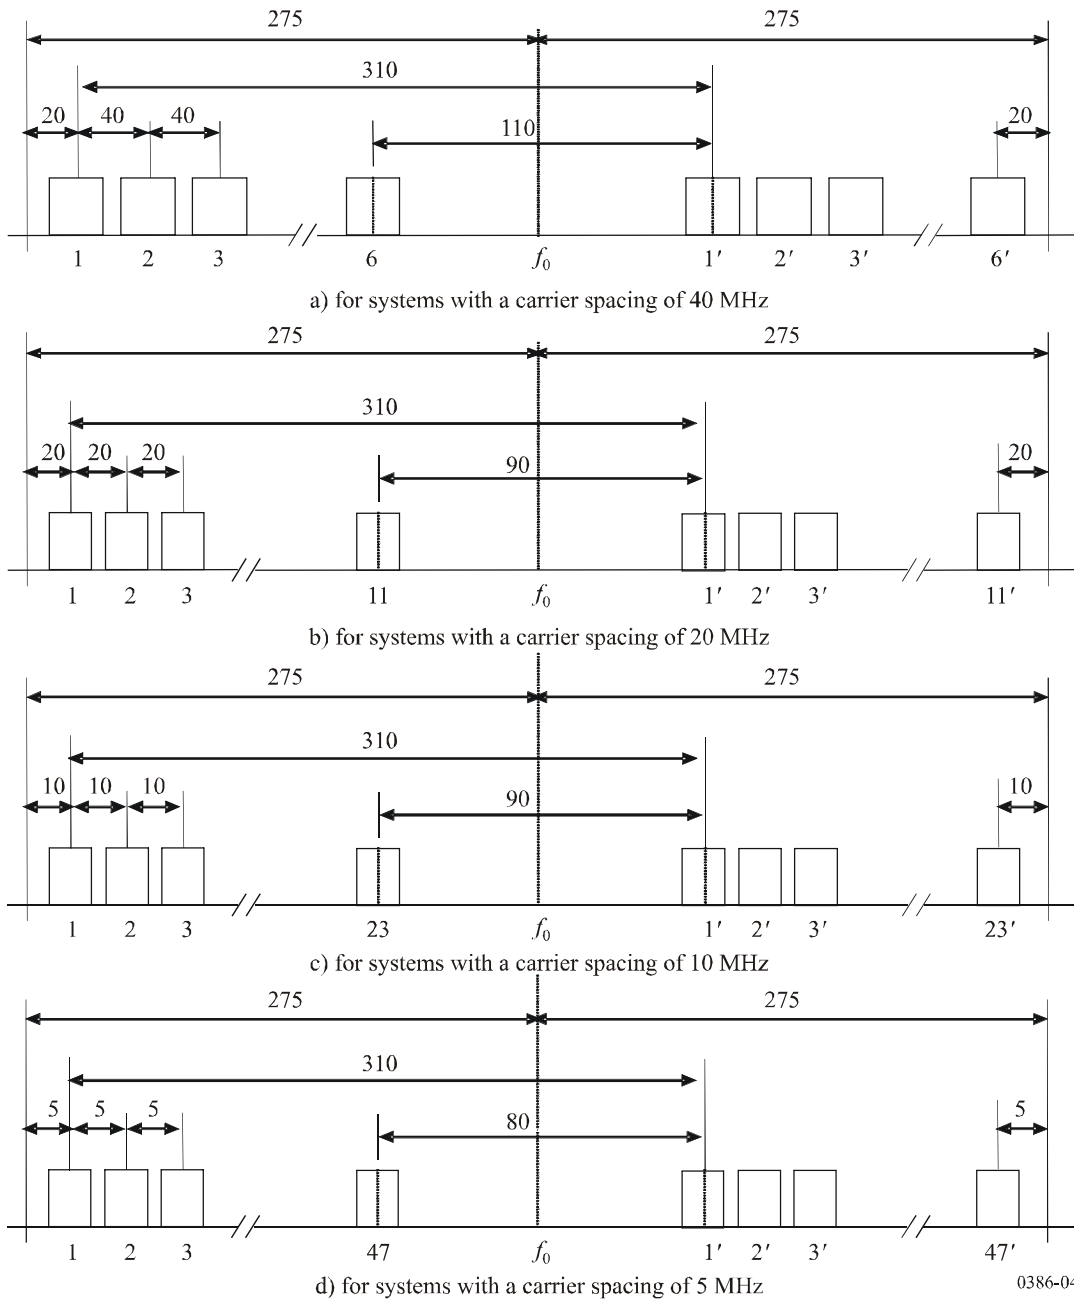 275 275
310
20 40 40 110 20
1 2 3 6 f₀ 1′ 2′ 3′ 6′
a) for systems with a carrier spacing of 40 MHz
275 275
310
20 20 20 90 20
1 2 3 11 f₀ 1′ 2′ 3′ 11′
b) for systems with a carrier spacing of 20 MHz
275 275
310
10 10 10 90 10
1 2 3 23 f₀ 1′ 2′ 3′ 23′
c) for systems with a carrier spacing of 10 MHz
275 275
310
5 5 5 80 5
1 2 3 47 f₀ 1′ 2′ 3′ 47′
d) for systems with a carrier spacing of 5 MHz
0386-04